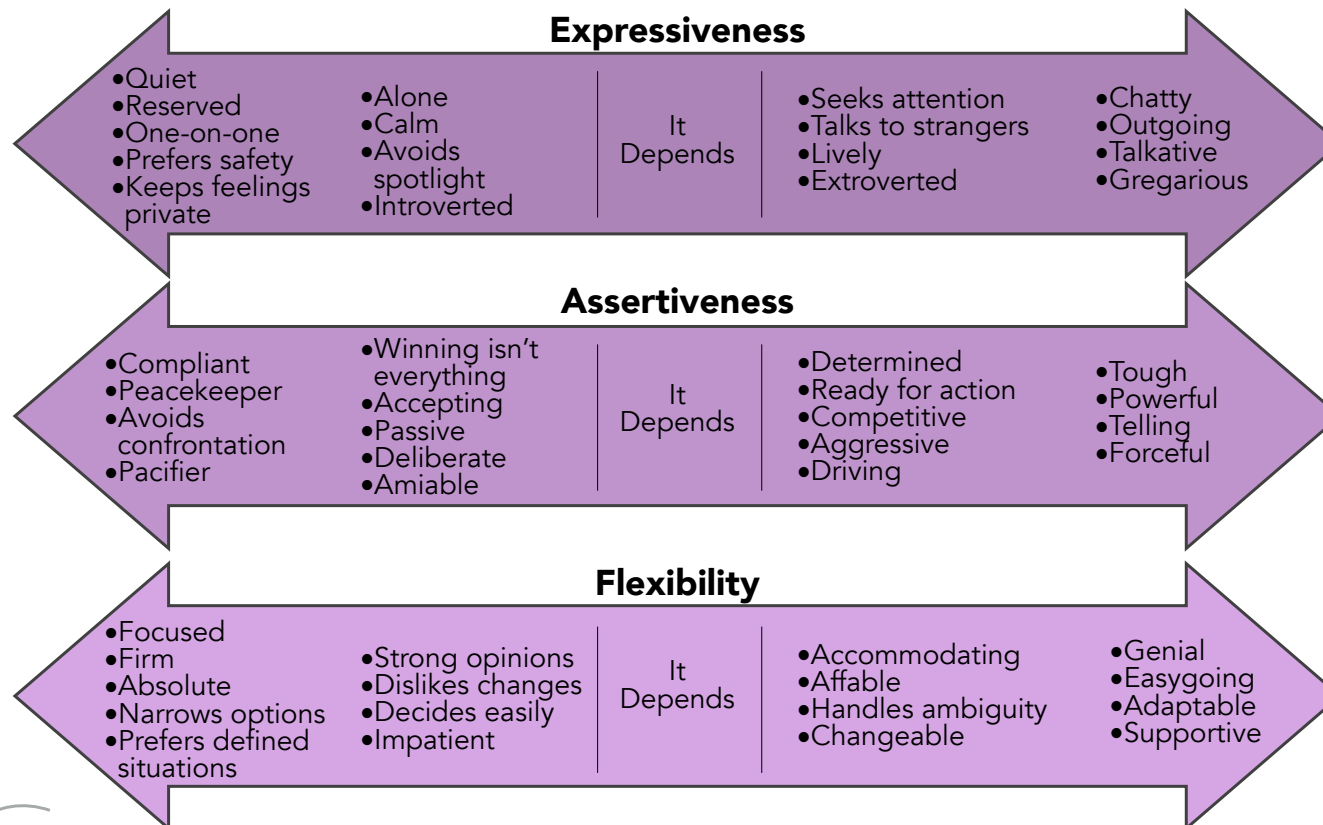 Expressiveness
•Quiet
•Reserved
•One-on-one
•Prefers safety
•Keeps feelings
private
•Alone
•Calm
•Avoids
spotlight
•Introverted
It
Depends
•Seeks attention
•Talks to strangers
•Lively
•Extroverted
•Chatty
•Outgoing
•Talkative
•Gregarious
Assertiveness
•Compliant
•Peacekeeper
•Avoids
confrontation
•Pacifier
•Winning isn’t
everything
•Accepting
•Passive
•Deliberate
•Amiable
It
Depends
•Determined
•Ready for action
•Competitive
•Aggressive
•Driving
•Tough
•Powerful
•Telling
•Forceful
Flexibility
•Focused
•Firm
•Absolute
•Narrows options
•Prefers defined
situations
•Strong opinions
•Dislikes changes
•Decides easily
•Impatient
It
Depends
•Accommodating
•Affable
•Handles ambiguity
•Changeable
•Genial
•Easygoing
•Adaptable
•Supportive